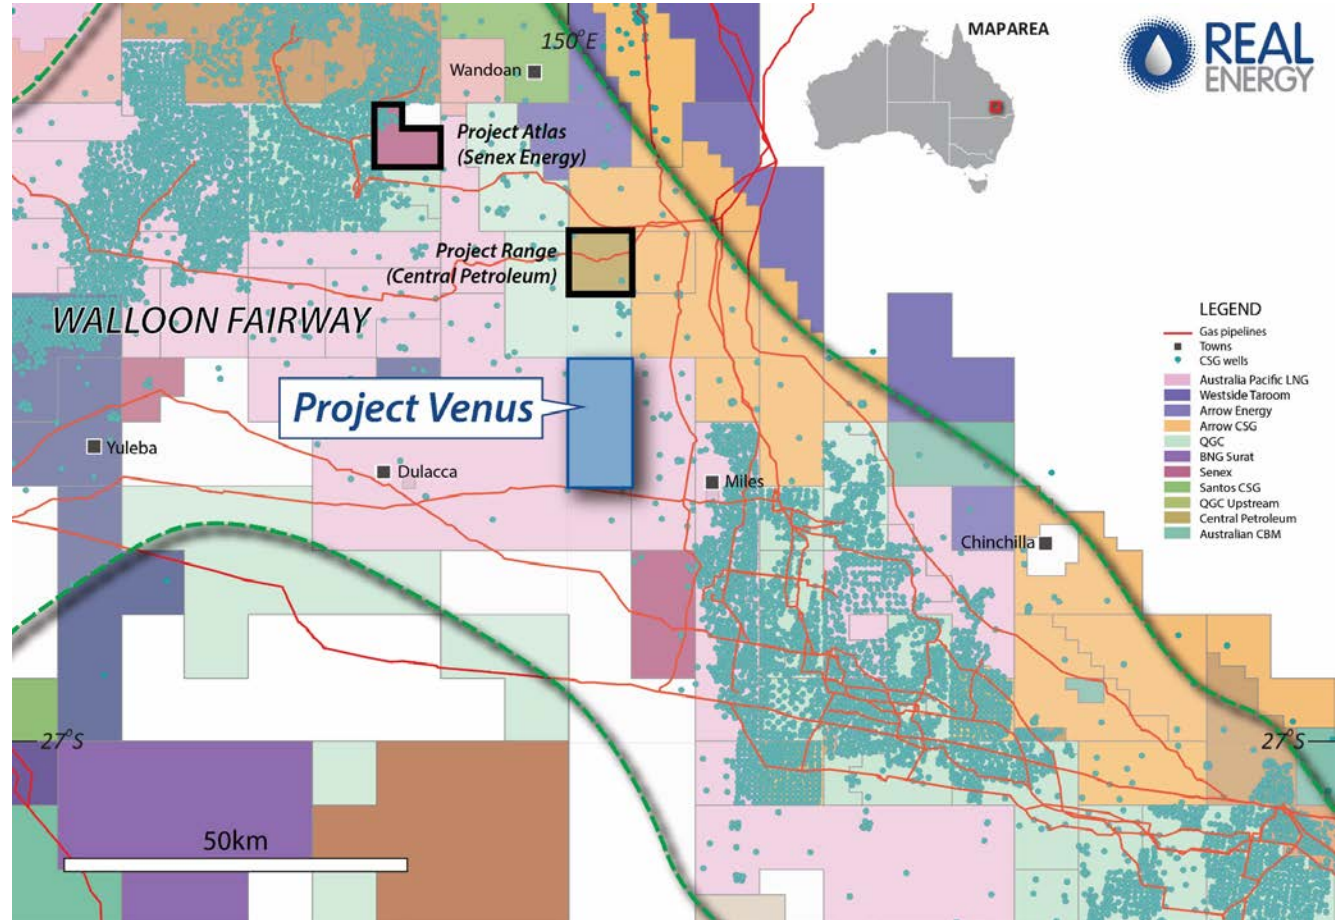 150°E
MAPAREA
REAL
ENERGY
Wandoan
Project Atlas
(Senex Energy)
Project Range
(Central Petroleum)
WALLOON FAIRWAY
LEGEND
Gas pipelines
Towns
CSG wells
Australia Pacific LNG
Westside Taroom
Arrow Energy
Arrow CSG
QGC
BNG Surat
Senex
Santos CSG
QGC Upstream
Central Petroleum
Australian CBM
Project Venus
Yuleba
Dulacca
Miles
Chinchilla
27°S
27°S
50km